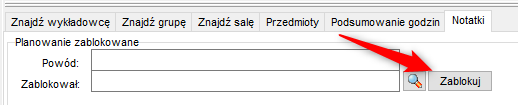 Znajdź wykładowcę Znajdź grupę Znajdź salę Przedmioty Podsumowanie godzin Notatki
Planowanie zablokowane
Powód:
Zablokował: Zablokuj